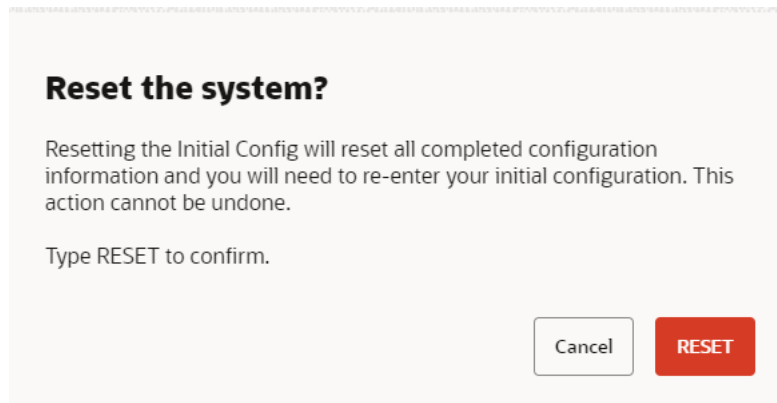 Reset the system?
Resetting the Initial Config will reset all completed configuration
information and you will need to re-enter your initial configuration. This
action cannot be undone.
Type RESET to confirm.
Cancel
RESET